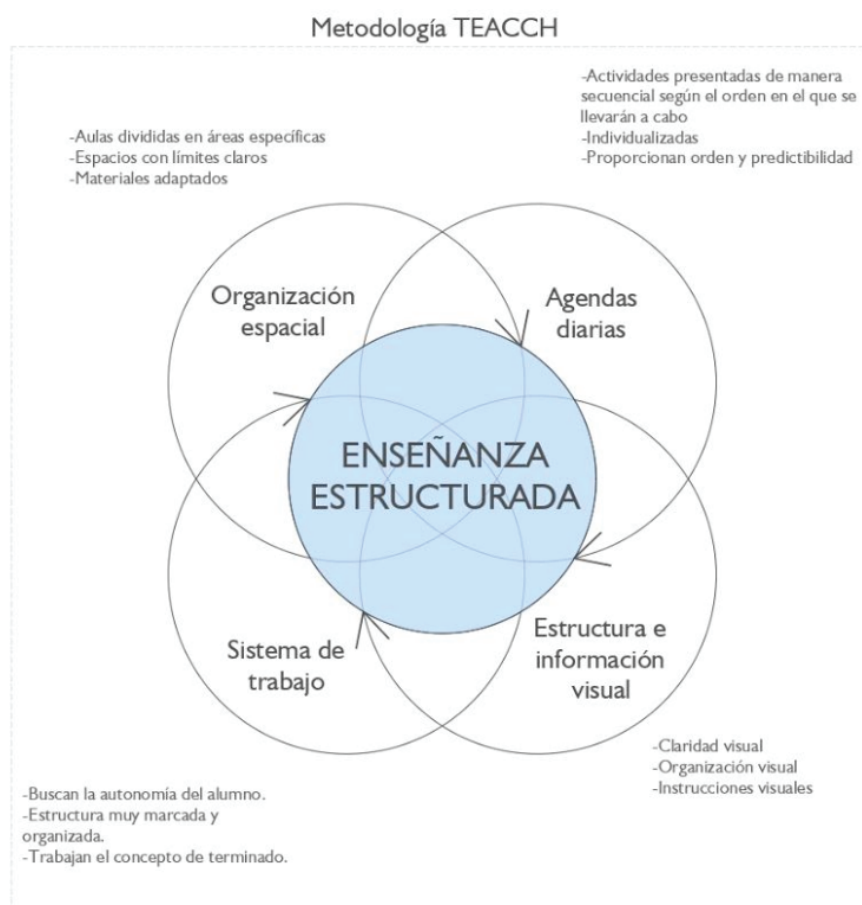 Metodología TEACCH
-Aulas divididas en áreas específicas
-Espacios con límites claros
-Materiales adaptados
-Actividades presentadas de manera
secuencial según el orden en el que se
llevarán a cabo
-Individualizadas
-Proporcionan orden y predictibilidad
Organización
espacial
Agendas
diarias
ENSEÑANZA
ESTRUCTURADA
Sistema de
trabajo
Estructura e
información
visual
-Buscan la autonomía del alumno.
-Estructura muy marcada y
organizada.
-Trabajan el concepto de terminado.
-Claridad visual
-Organización visual
-Instrucciones visuales